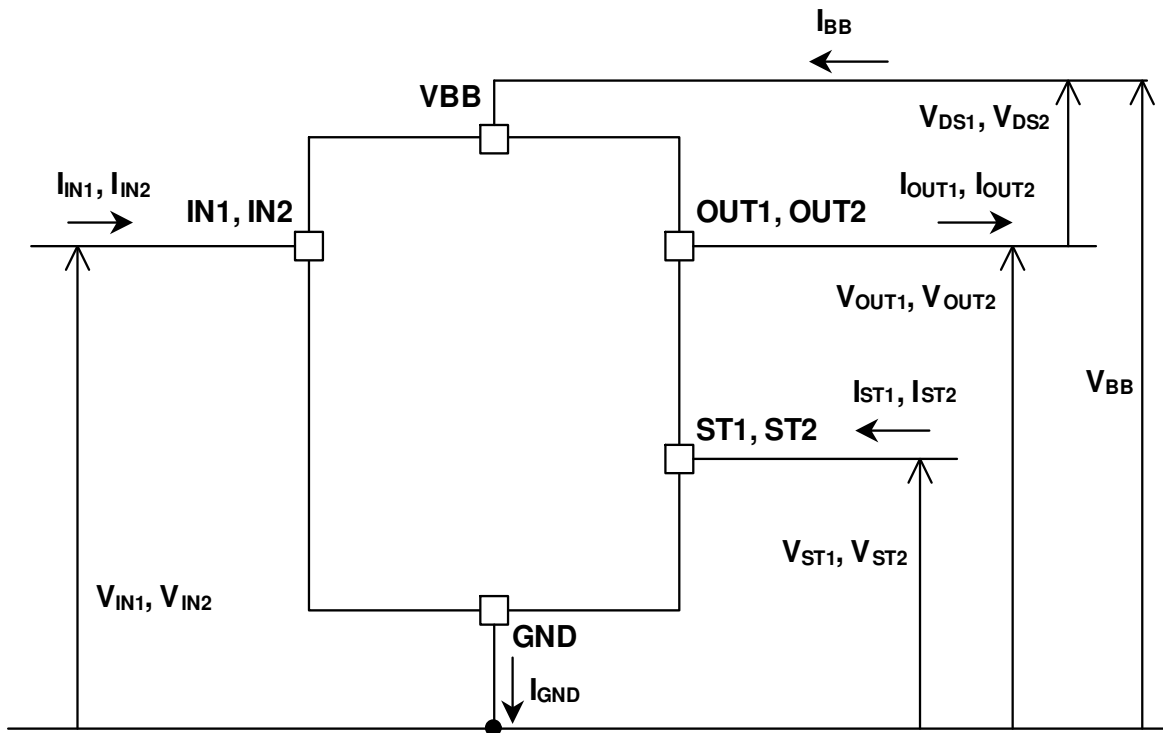 IBB
VBB
VDS1, VDS2
IIN1, IIN2
IOUT1, IOUT2
IN1, IN2
OUT1, OUT2
VOUT1, VOUT2
VBB
IST1, IST2
ST1, ST2
VST1, VST2
VIN1, VIN2
GND
IGND